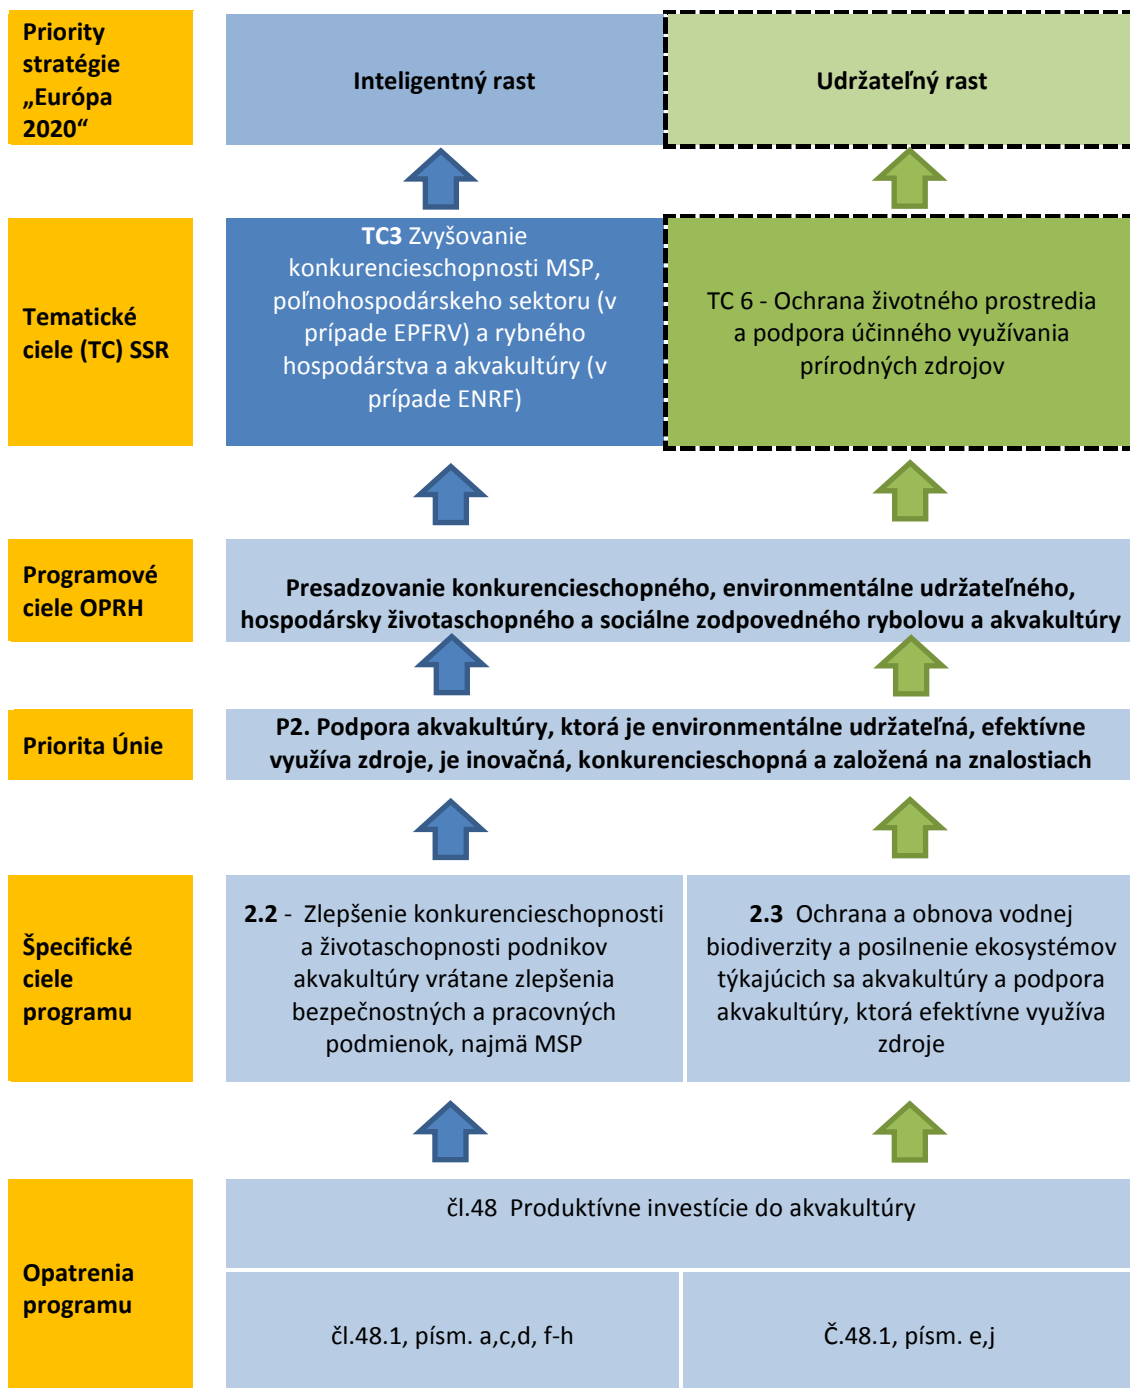 Priority
stratégie
„Európa
2020“
Inteligentný rast
Udržateľný rast
Tematické
ciele (TC) SSR
TC3 Zvyšovanie
konkurencieschopnosti MSP,
poľnohospodárskeho sektoru (v
prípade EPFRV) a rybného
hospodárstva a akvakultúry (v
prípade ENRF)
TC 6 - Ochrana životného prostredia
a podpora účinného využívania
prírodných zdrojov
Programové
ciele OPRH
Presadzovanie konkurencieschopného, environmentálne udržateľného,
hospodársky životaschopného a sociálne zodpovedného rybolovu a akvakultúry
Priorita Únie
P2. Podpora akvakultúry, ktorá je environmentálne udržateľná, efektívne
využíva zdroje, je inovačná, konkurencieschopná a založená na znalostiach
Špecifické
ciele
programu
2.2 - Zlepšenie konkurencieschopnosti
a životaschopnosti podnikov
akvakultúry vrátane zlepšenia
bezpečnostných a pracovných
podmienok, najmä MSP
2.3 Ochrana a obnova vodnej
biodiverzity a posilnenie ekosystémov
týkajúcich sa akvakultúry a podpora
akvakultúry, ktorá efektívne využíva
zdroje
Opatrenia
programu
čl.48 Produktívne investície do akvakultúry
čl.48.1, písm. a,c,d, f-h
Č.48.1, písm. e,j